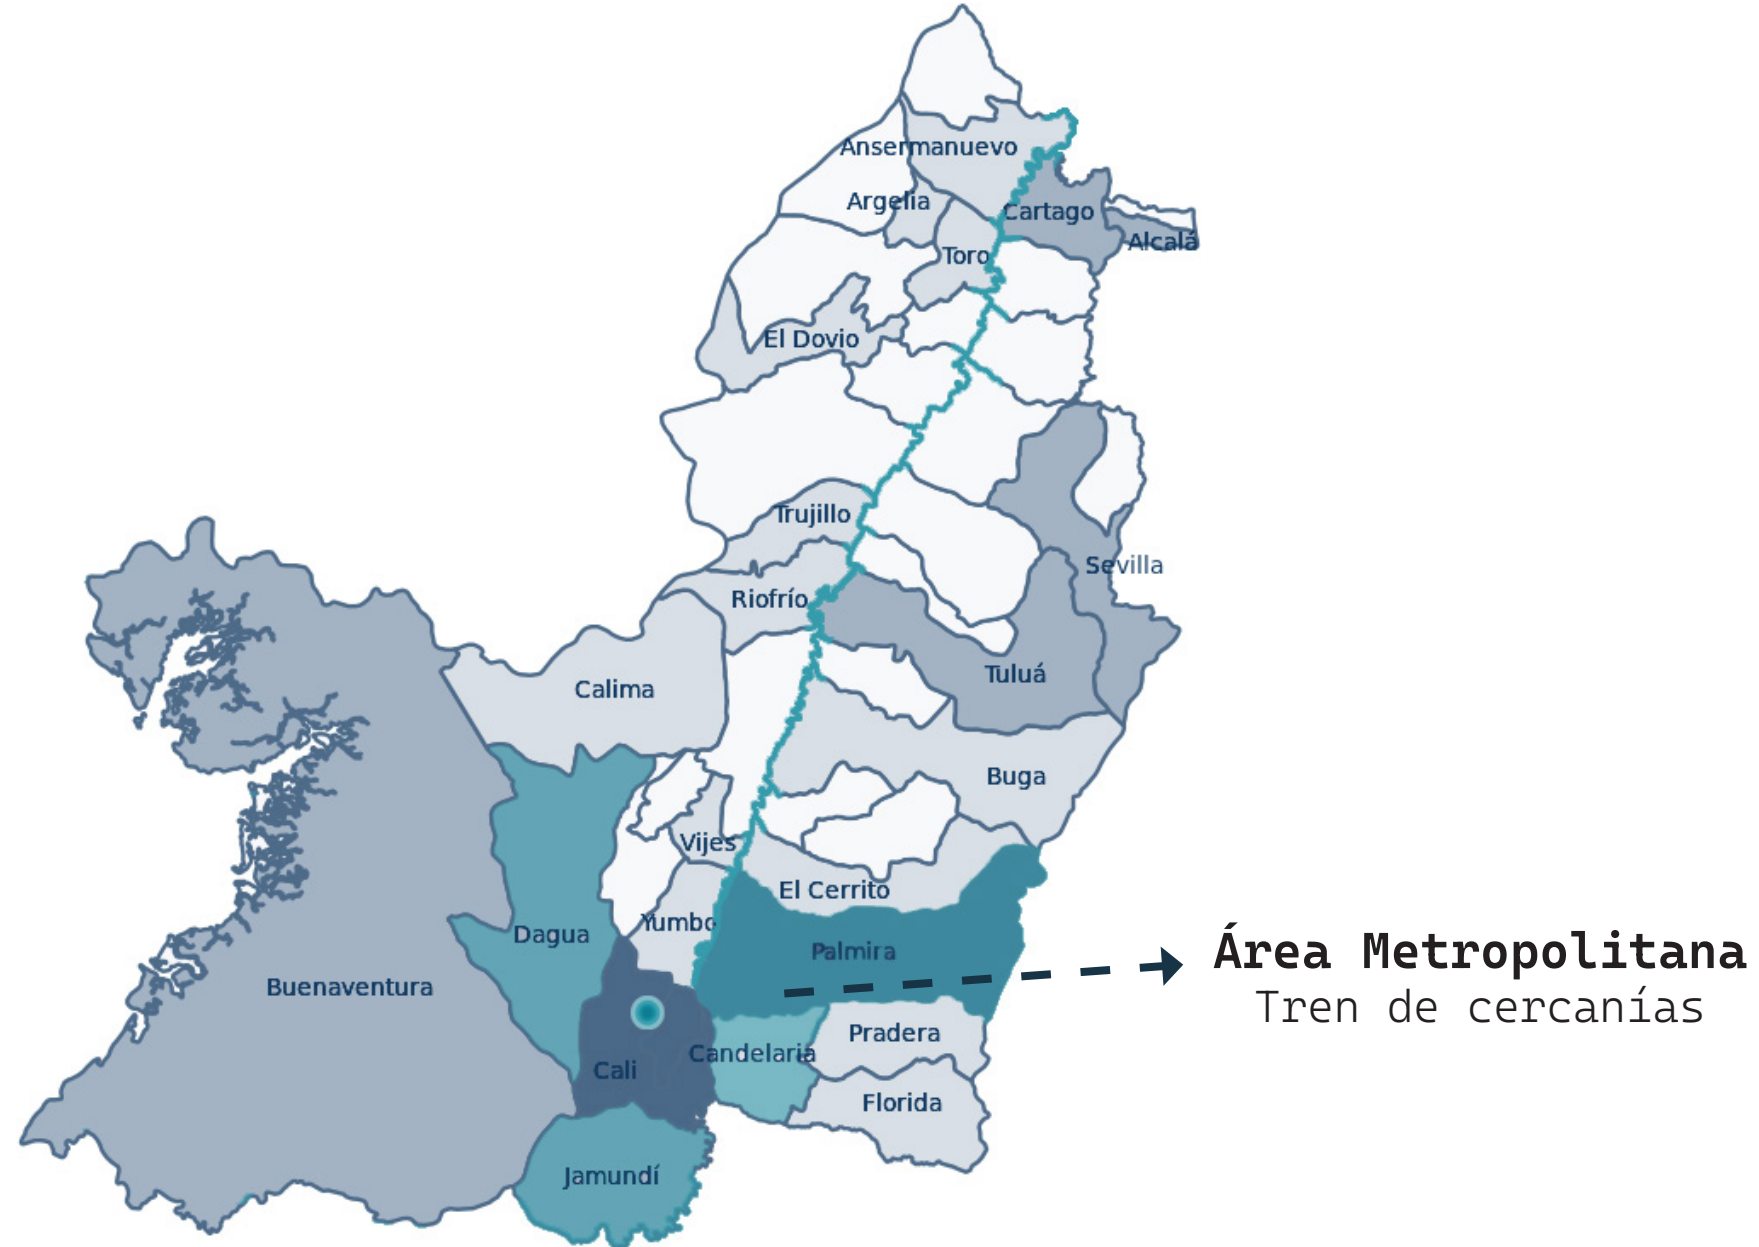 Ansermanuevo
Argelia
Cartago
Alcalá
Toro
El Dovio
Trujillo
Sevilla
Riofrío
Tuluá
Calima
Buga
Vijes
El Cerrito
Yumbo
Dagua
Palmira
Área Metropolitana
Tren de cercanías
Buenaventura
Pradera
Candelaria
Cali
Florida
Jamundí